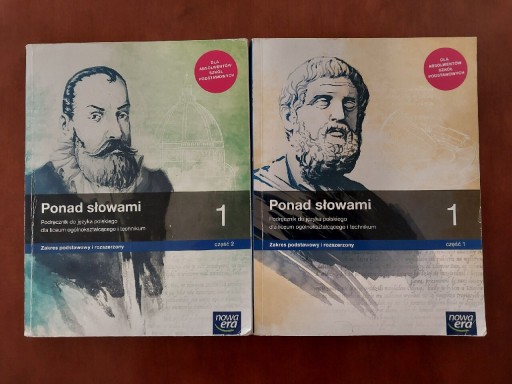 DLA
ABSOLWENTÓW
SZKÓŁ
PODSTAWOWYCH
Ponad słowami
1
Podręcznik do języka polskiego
dla liceum ogólnokształcącego i technikum
Zakres podstawowy i rozszerzony
część 2
nowa
era
DLA
ABSOLWENTÓW
SZKÓŁ
PODSTAWOWYCH
Ponad słowami
1
Podręcznik do języka polskiego
dla liceum ogólnokształcącego i technikum
Zakres podstawowy i rozszerzony
część 1
nowa
era